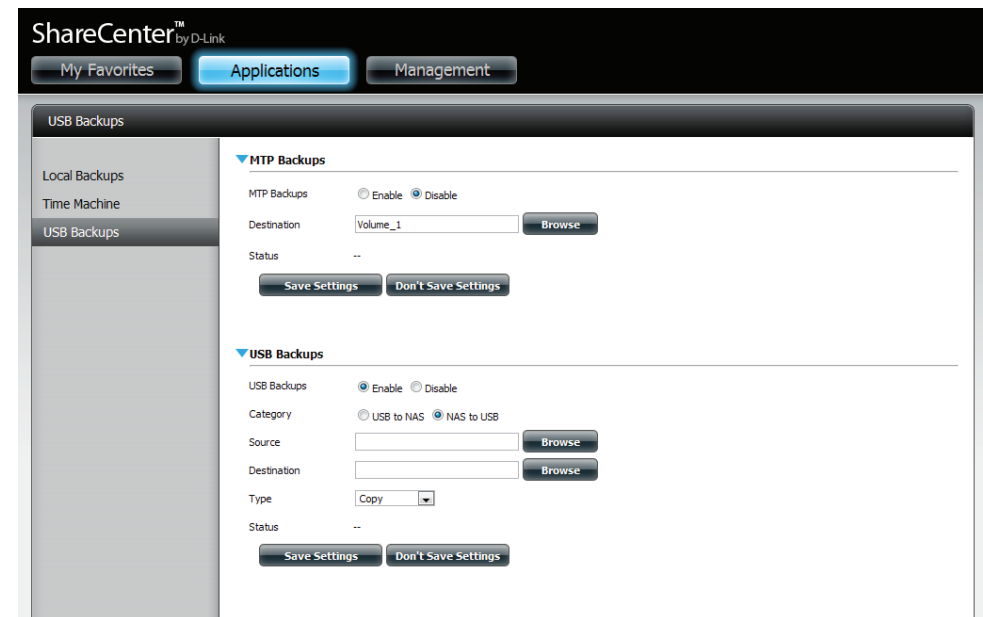 ShareCenter™ by D-Link
My Favorites Applications Management
USB Backups
Local Backups
Time Machine
USB Backups
MTP Backups
MTP Backups Enable Disable
Destination Volume_1 Browse
Status --
Save Settings Don't Save Settings
USB Backups
USB Backups Enable Disable
Category USB to NAS NAS to USB
Source Browse
Destination Browse
Type Copy
Status --
Save Settings Don't Save Settings